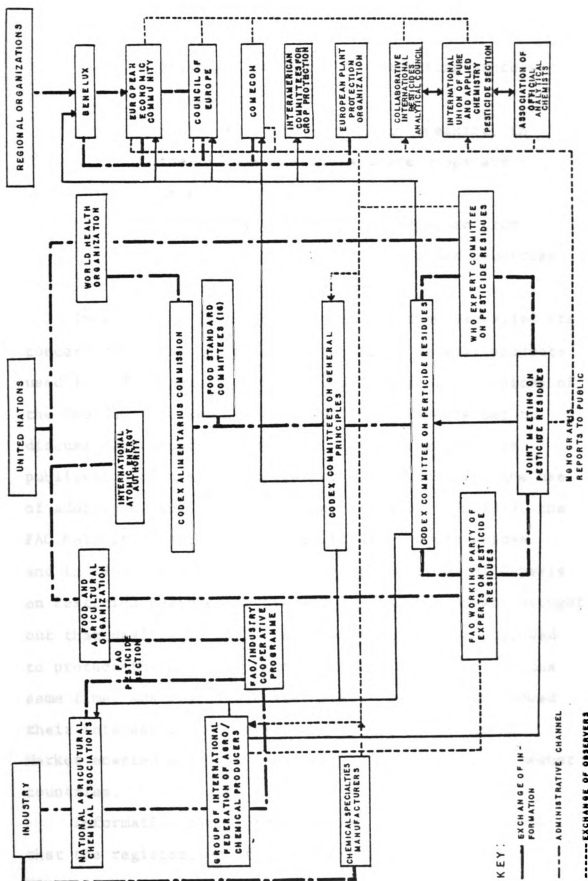 INDUSTRY
UNITED NATIONS
REGIONAL ORGANIZATIONS
NATIONAL AGRICULTURAL
CHEMICAL ASSOCIATIONS
FAO
PESTICIDE
SECTION
FOOD AND
AGRICULTURAL
ORGANIZATION
INTERNATIONAL
ATOMIC ENERGY
AUTHORITY
WORLD HEALTH
ORGANIZATION
BENELUX
EUROPEAN
ECONOMIC
COMMUNITY
GROUP OF INTERNATIONAL
FEDERATION OF AGRO/
CHEMICAL PRODUCERS
FAO/INDUSTRY
COOPERATIVE
PROGRAMME
CODEX ALIMENTARIUS COMMISSION
FOOD STANDARD
COMMITTEES (16)
COUNCIL OF
EUROPE
COMECON
INTERAMERICAN
COMMITTEES FOR
CROP PROTECTION
CHEMICAL SPECIALTIES
MANUFACTURERS
CODEX COMMITTEES ON GENERAL
PRINCIPLES
EUROPEAN PLANT
PROTECTION
ORGANIZATION
COLLABORATIVE
INTERNATIONAL
PESTICIDES
ANALYTICAL COUNCIL
CODEX COMMITTEE ON PERTICIDE RESIDUES
INTERNATIONAL
UNION OF PURE
AND APPLIED
CHEMISTRY
PESTICIDE SECTION
FAO WORKING PARTY OF
EXPERTS ON PESTICIDE
RESIDUES
WHO EXPERT COMMITTEE
ON PESTICIDE RESIDUES
ASSOCIATION OF
OFFICIAL
ANALYTICAL
CHEMISTS
JOINT MEETING ON
PESTICIDE RESIDUES
MONOGRAPHS
REPORTS TO PUBLIC
KEY:
EXCHANGE OF IN-
FORMATION
ADMINISTRATIVE CHANNEL
EXCHANGE OF OBSERVERS